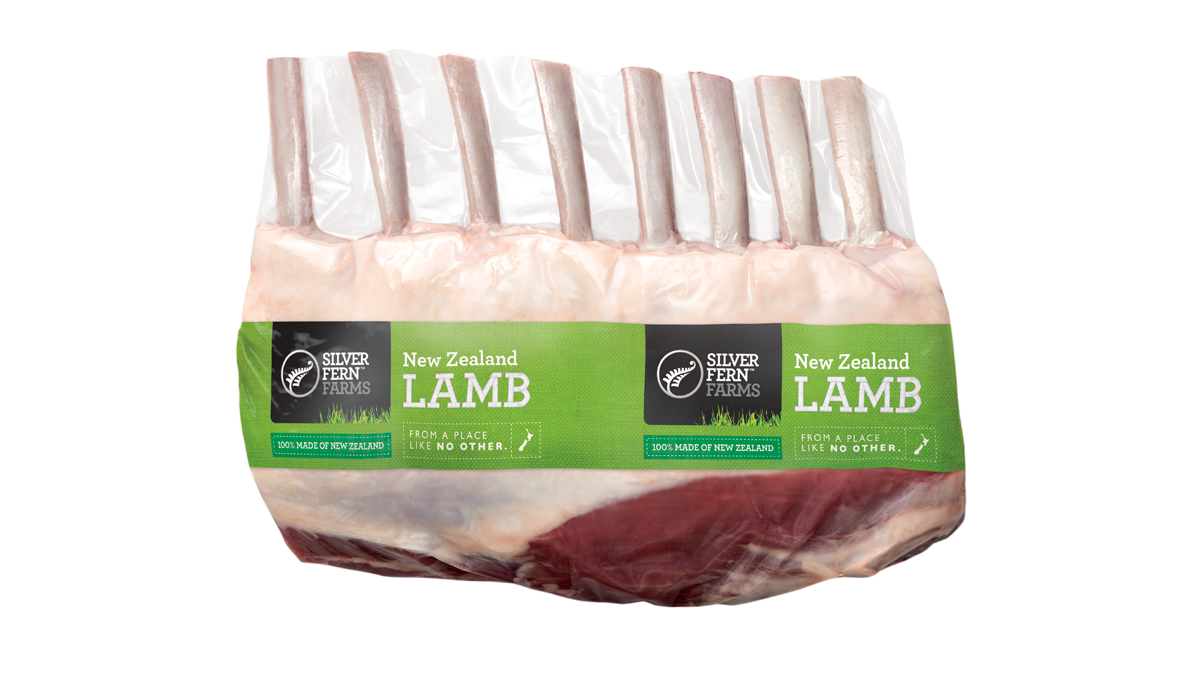 SILVER
FERN™
FARMS
New Zealand
LAMB
100% MADE OF NEW ZEALAND
FROM A PLACE
LIKE NO OTHER.
SILVER
FERN™
FARMS
New Zealand
LAMB
100% MADE OF NEW ZEALAND
FROM A PLACE
LIKE NO OTHER.